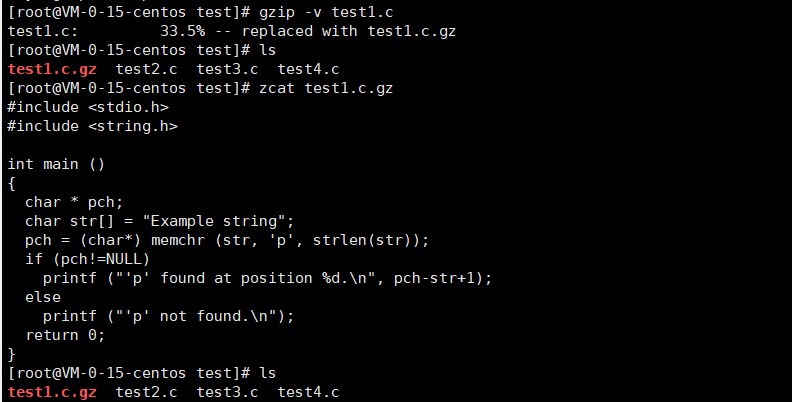 [root@VM-0-15-centos test]# gzip -v test1.c
test1.c:         33.5% -- replaced with test1.c.gz
[root@VM-0-15-centos test]# ls
test1.c.gz  test2.c  test3.c  test4.c
[root@VM-0-15-centos test]# zcat test1.c.gz
#include <stdio.h>
#include <string.h>

int main ()
{
  char * pch;
  char str[] = "Example string";
  pch = (char*) memchr (str, 'p', strlen(str));
  if (pch!=NULL)
    printf ("'p' found at position %d.\n", pch-str+1);
  else
    printf ("'p' not found.\n");
  return 0;
}
[root@VM-0-15-centos test]# ls
test1.c.gz  test2.c  test3.c  test4.c